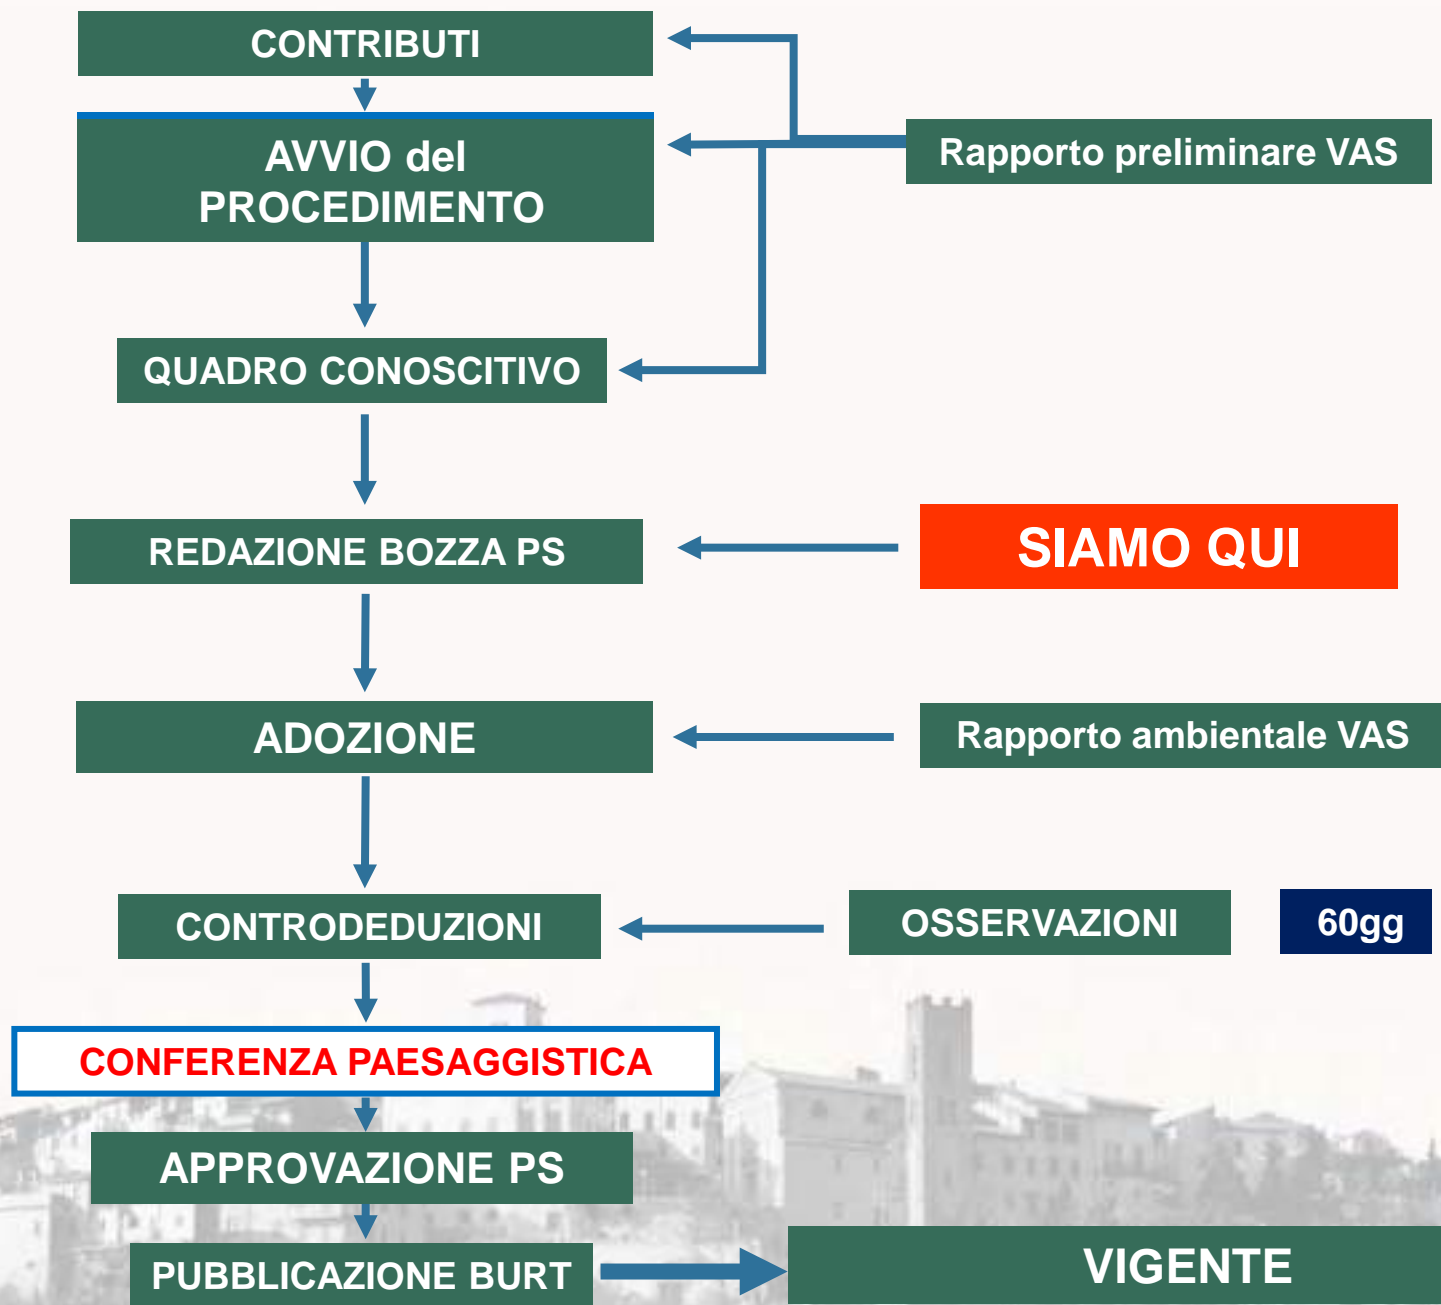 CONTRIBUTI
AVVIO del
PROCEDIMENTO
Rapporto preliminare VAS
QUADRO CONOSCITIVO
REDAZIONE BOZZA PS
SIAMO QUI
ADOZIONE
Rapporto ambientale VAS
CONTRODEDUZIONI
OSSERVAZIONI
60gg
CONFERENZA PAESAGGISTICA
APPROVAZIONE PS
PUBBLICAZIONE BURT
VIGENTE